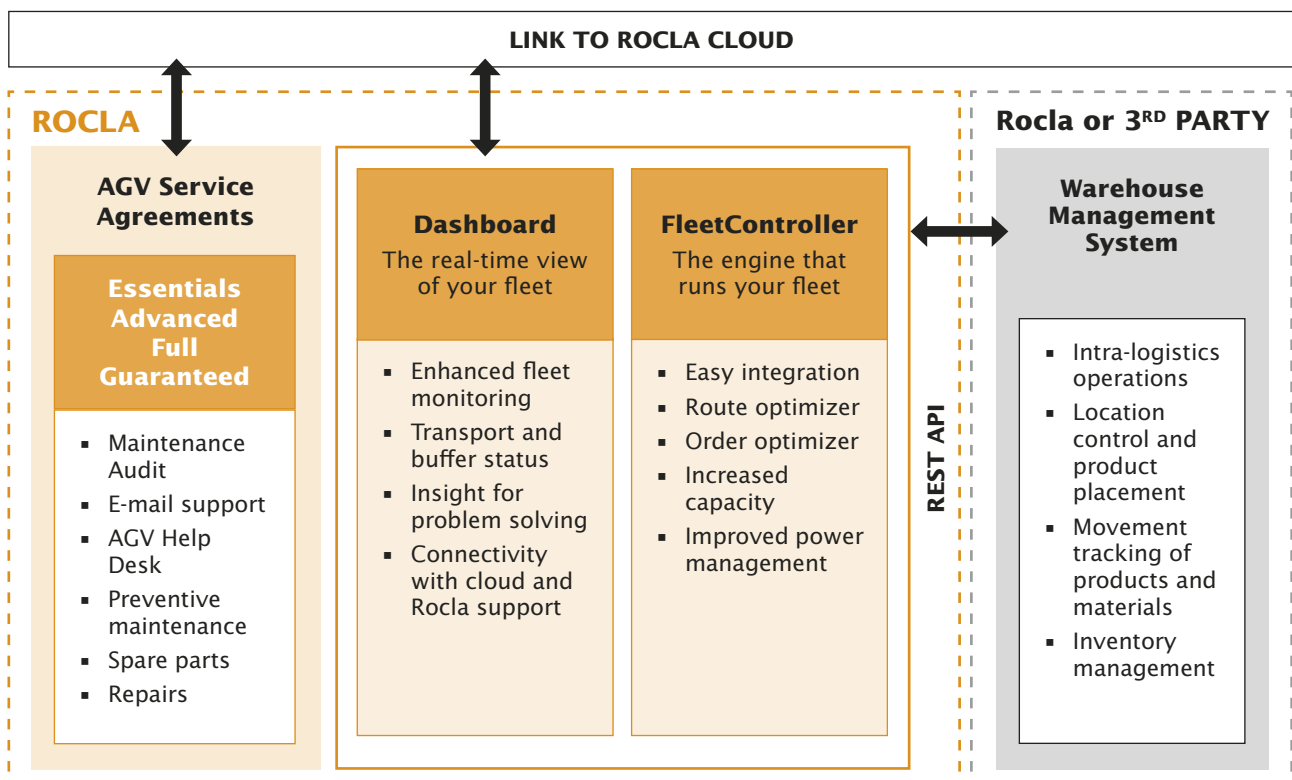 LINK TO ROCLA CLOUD
ROCLA
AGV Service
Agreements
Essentials
Advanced
Full
Guaranteed
▪ Maintenance
Audit
▪ E-mail support
▪ AGV Help
Desk
▪ Preventive
maintenance
▪ Spare parts
▪ Repairs
Dashboard
The real-time view
of your fleet
▪ Enhanced fleet
monitoring
▪ Transport and
buffer status
▪ Insight for
problem solving
▪ Connectivity
with cloud and
Rocla support
FleetController
The engine that
runs your fleet
▪ Easy integration
▪ Route optimizer
▪ Order optimizer
▪ Increased
capacity
▪ Improved power
management
REST API
Rocla or 3RD PARTY
Warehouse
Management
System
▪ Intra-logistics
operations
▪ Location
control and
product
placement
▪ Movement
tracking of
products and
materials
▪ Inventory
management